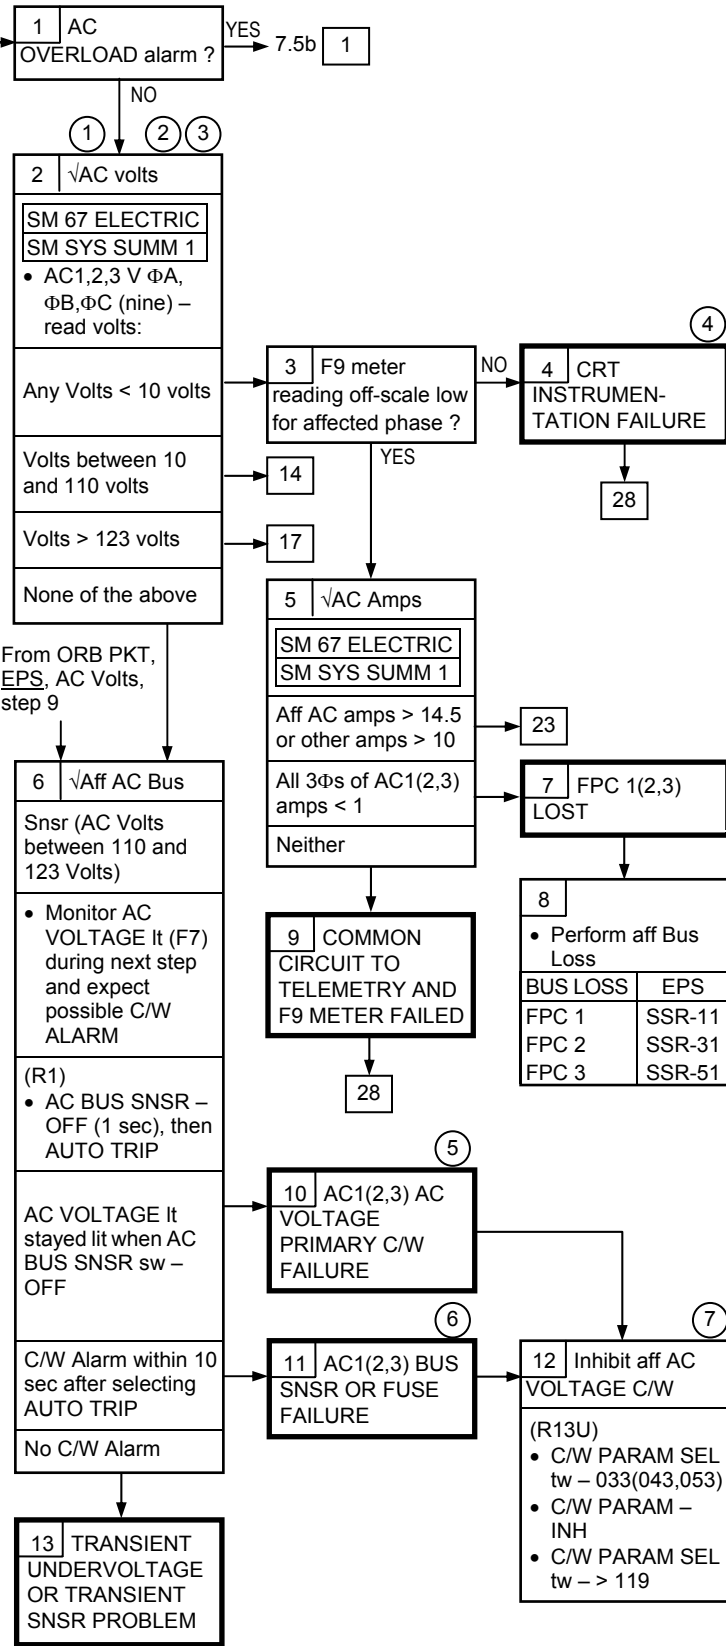 1 AC
OVERLOAD alarm ?
YES
7.5b 1
NO
1 2 3
2 √AC volts
SM 67 ELECTRIC
SM SYS SUMM 1
• AC1,2,3 V ΦA,
ΦB,ΦC (nine) –
read volts:
Any Volts < 10 volts
Volts between 10
and 110 volts
14
Volts > 123 volts
17
None of the above
3 F9 meter
reading off-scale low
for affected phase ?
NO
YES
4
4 CRT
INSTRUMEN-
TATION FAILURE
28
5 √AC Amps
SM 67 ELECTRIC
SM SYS SUMM 1
Aff AC amps > 14.5
or other amps > 10
23
All 3Φs of AC1(2,3)
amps < 1
Neither
From ORB PKT,
EPS, AC Volts,
step 9
6 √Aff AC Bus
Snsr (AC Volts
between 110 and
123 Volts)
• Monitor AC
VOLTAGE lt (F7)
during next step
and expect
possible C/W
ALARM
(R1)
• AC BUS SNSR –
OFF (1 sec), then
AUTO TRIP
AC VOLTAGE lt
stayed lit when AC
BUS SNSR sw –
OFF
C/W Alarm within 10
sec after selecting
AUTO TRIP
No C/W Alarm
7 FPC 1(2,3)
LOST
8
• Perform aff Bus
Loss
BUS LOSS EPS
FPC 1 SSR-11
FPC 2 SSR-31
FPC 3 SSR-51
9 COMMON
CIRCUIT TO
TELEMETRY AND
F9 METER FAILED
28
5
10 AC1(2,3) AC
VOLTAGE
PRIMARY C/W
FAILURE
6
11 AC1(2,3) BUS
SNSR OR FUSE
FAILURE
7
12 Inhibit aff AC
VOLTAGE C/W
(R13U)
• C/W PARAM SEL
tw – 033(043,053)
• C/W PARAM –
INH
• C/W PARAM SEL
tw – > 119
13 TRANSIENT
UNDERVOLTAGE
OR TRANSIENT
SNSR PROBLEM